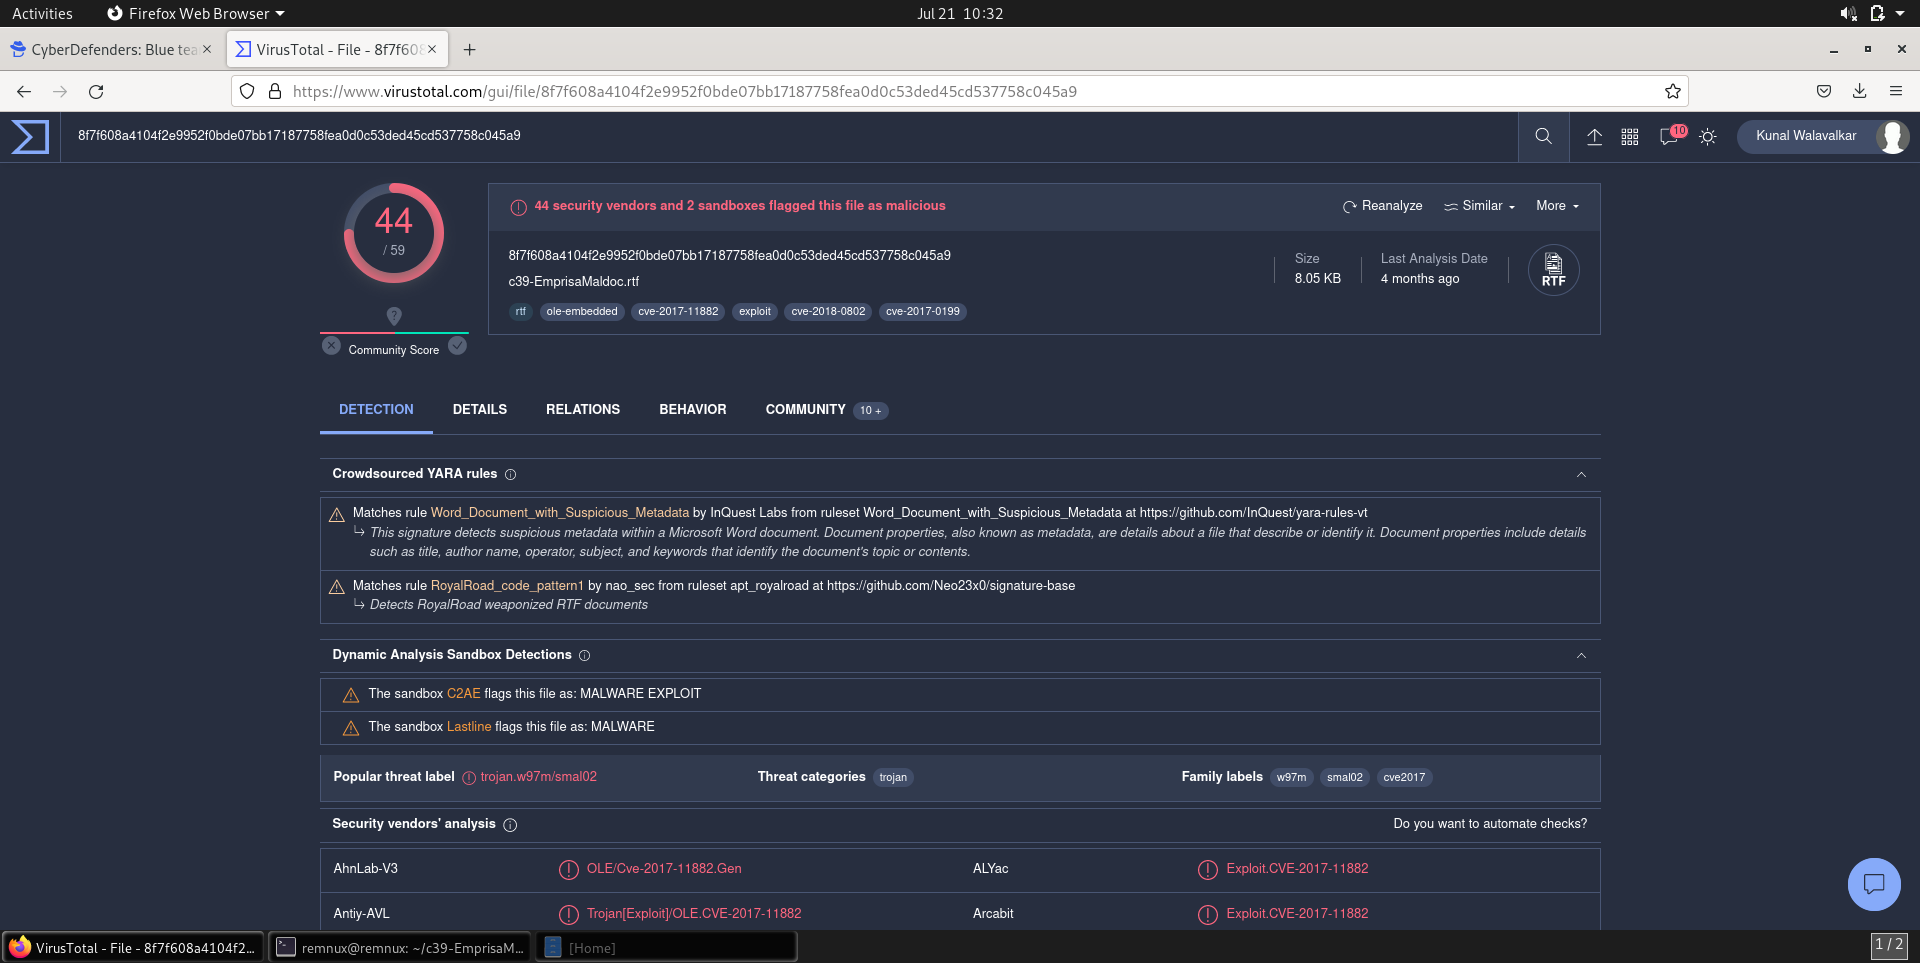 Activities
Firefox Web Browser
Jul 21 10:32
CyberDefenders: Blue tea
VirusTotal - File - 8f7f608
https://www.virustotal.com/gui/file/8f7f608a4104f2e9952f0bde07bb17187758fea0d0c53ded45cd537758c045a9
8f7f608a4104f2e9952f0bde07bb17187758fea0d0c53ded45cd537758c045a9
10
Kunal Walavalkar
44
/ 59
?
Community Score
44 security vendors and 2 sandboxes flagged this file as malicious
Reanalyze
Similar
More
8f7f608a4104f2e9952f0bde07bb17187758fea0d0c53ded45cd537758c045a9
c39-EmprisaMaldoc.rtf
rtf ole-embedded cve-2017-11882 exploit cve-2018-0802 cve-2017-0199
Size
8.05 KB
Last Analysis Date
4 months ago
RTF
DETECTION
DETAILS
RELATIONS
BEHAVIOR
COMMUNITY 10 +
Crowdsourced YARA rules
Matches rule Word_Document_with_Suspicious_Metadata by InQuest Labs from ruleset Word_Document_with_Suspicious_Metadata at https://github.com/InQuest/yara-rules-vt
This signature detects suspicious metadata within a Microsoft Word document. Document properties, also known as metadata, are details about a file that describe or identify it. Document properties include details
such as title, author name, operator, subject, and keywords that identify the document's topic or contents.
Matches rule RoyalRoad_code_pattern1 by nao_sec from ruleset apt_royalroad at https://github.com/Neo23x0/signature-base
Detects RoyalRoad weaponized RTF documents
Dynamic Analysis Sandbox Detections
The sandbox C2AE flags this file as: MALWARE EXPLOIT
The sandbox Lastline flags this file as: MALWARE
Popular threat label trojan.w97m/smal02
Threat categories trojan
Family labels w97m smal02 cve2017
Security vendors' analysis
Do you want to automate checks?
AhnLab-V3
OLE/Cve-2017-11882.Gen
ALYac
Exploit.CVE-2017-11882
Antiy-AVL
Trojan[Exploit]/OLE.CVE-2017-11882
Arcabit
Exploit.CVE-2017-11882
VirusTotal - File - 8f7f608a4104f2...
remnux@remnux: ~/c39-EmprisaM...
[Home]
1 / 2